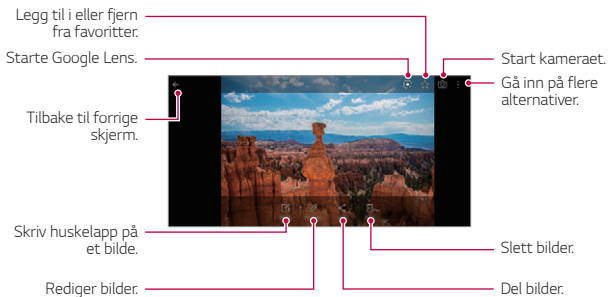 Legg til i eller fjern
fra favoritter.
Starte Google Lens.
Tilbake til forrige
skjerm.
Skriv huskelapp på
et bilde.
Rediger bilder.
Start kameraet.
Gå inn på flere
alternativer.
Slett bilder.
Del bilder.